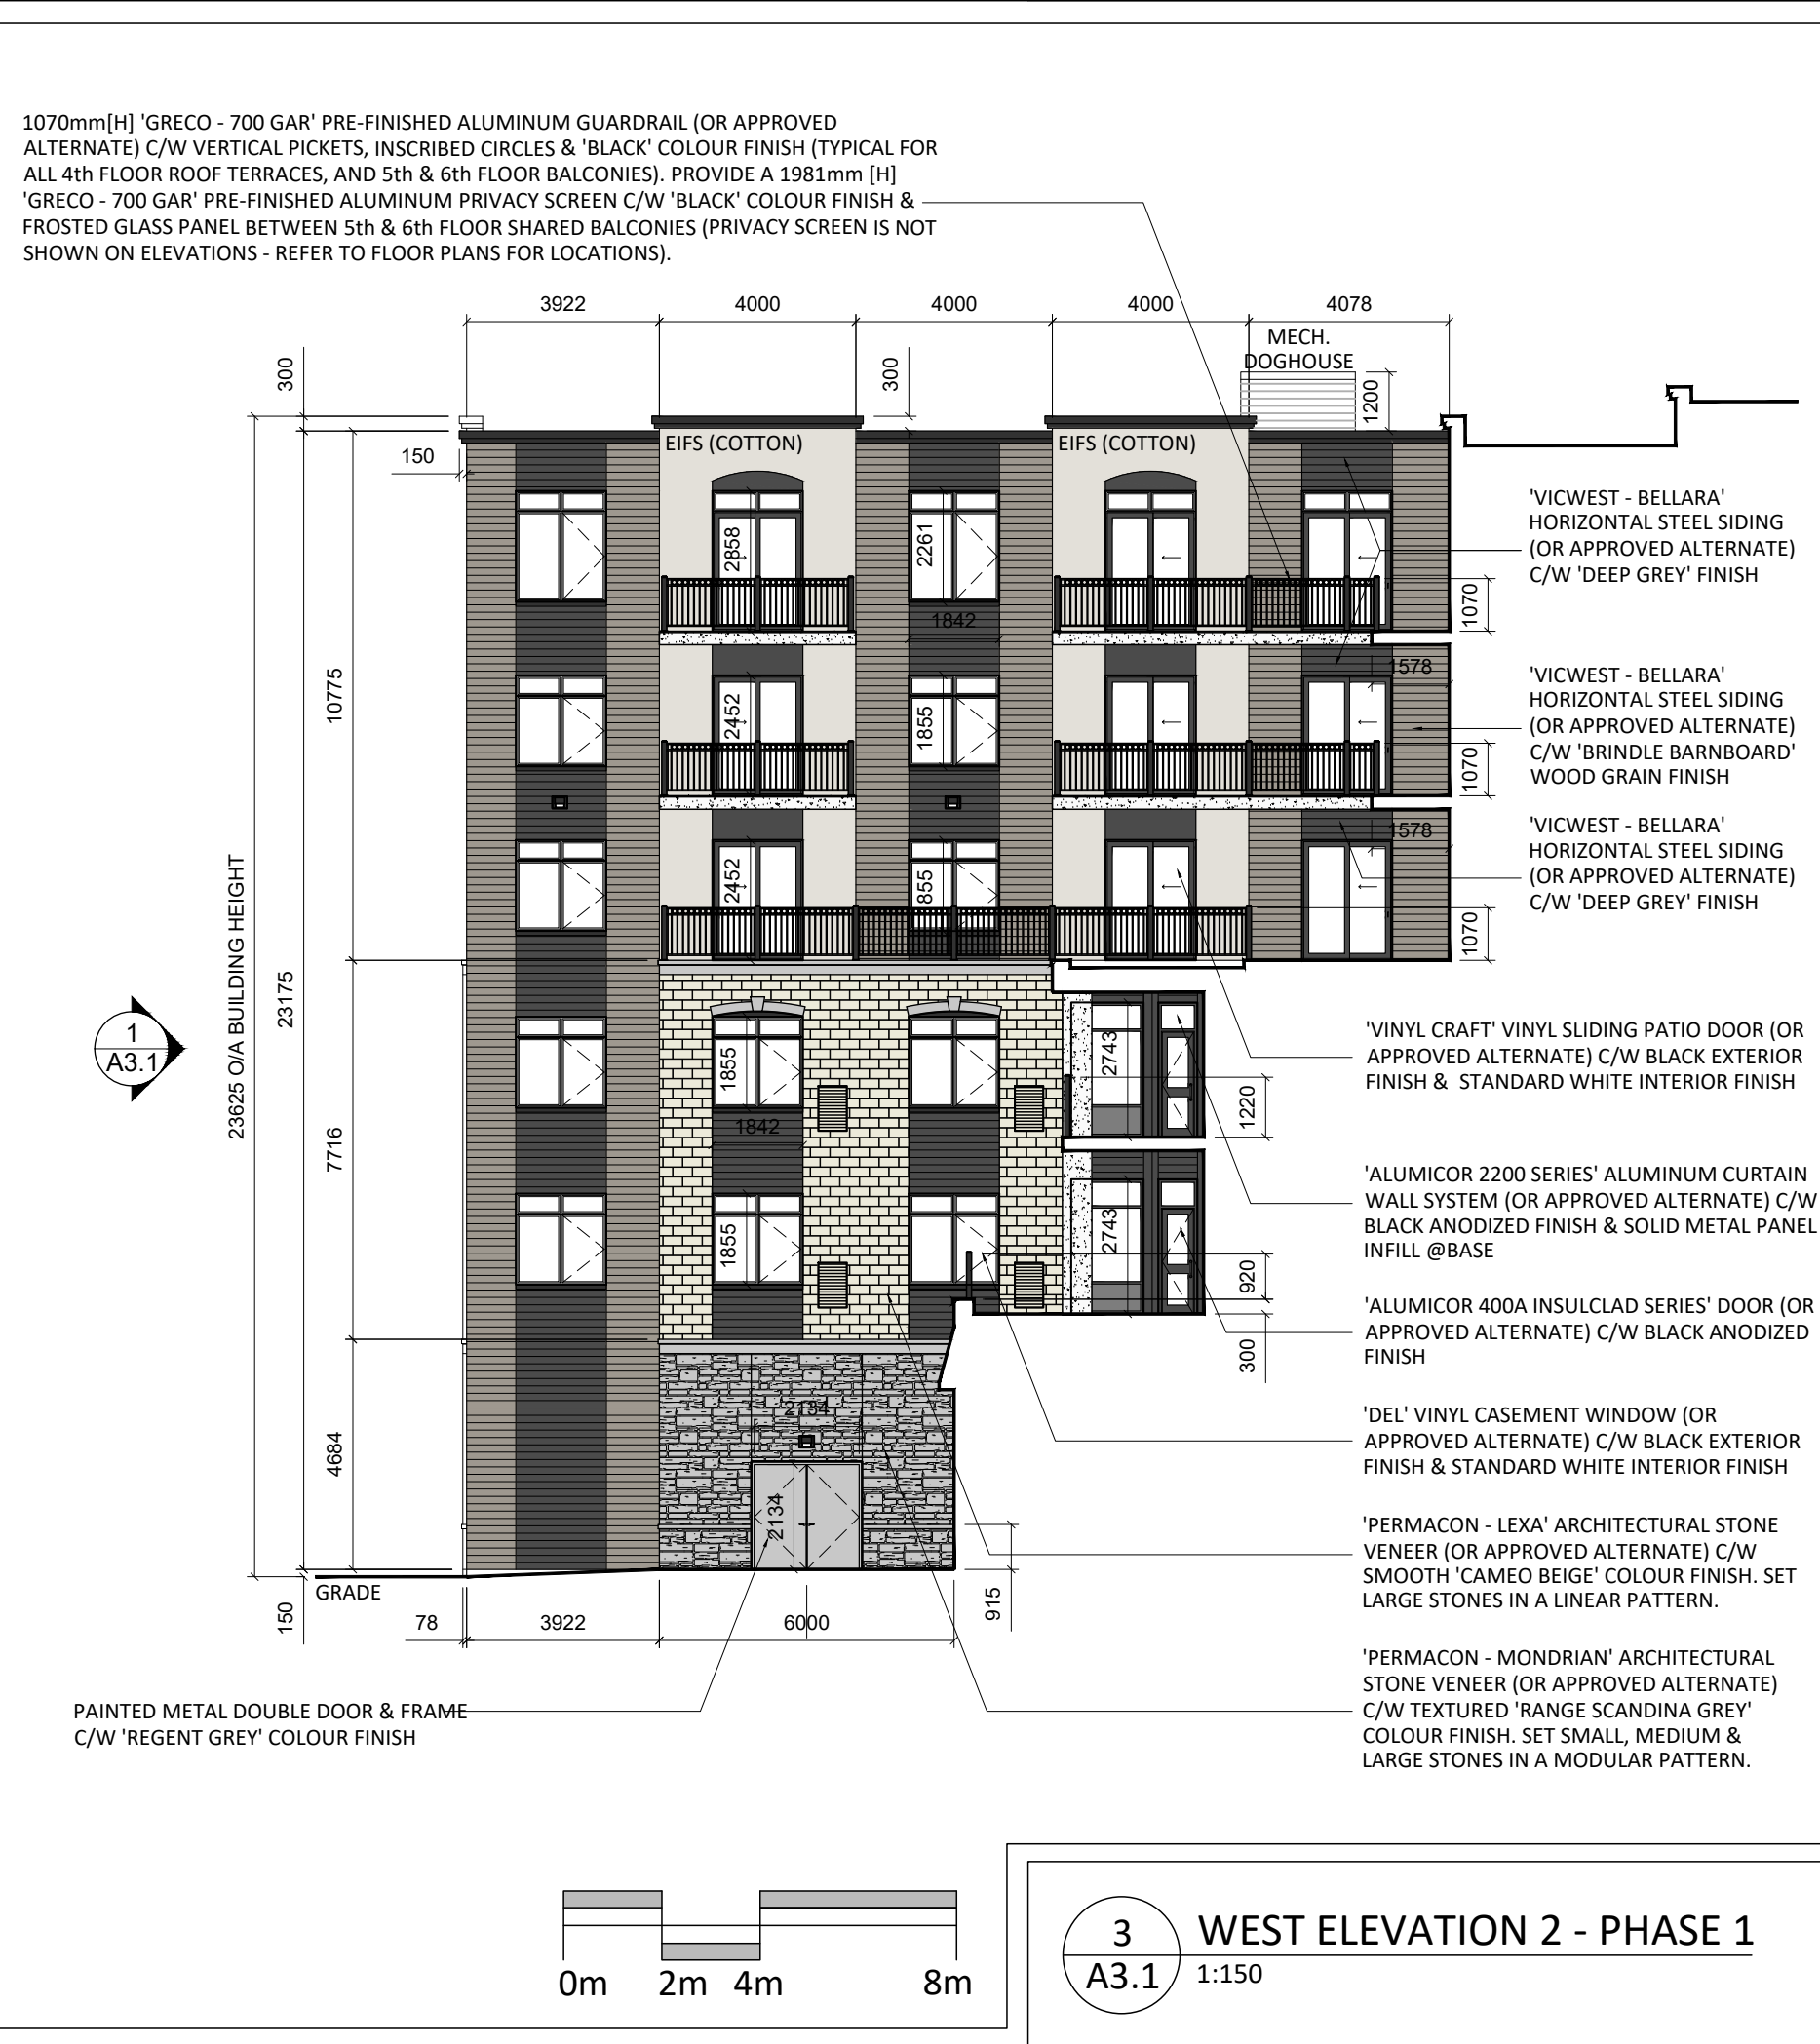 1070mm[H] 'GRECO - 700 GAR' PRE-FINISHED ALUMINUM GUARDRAIL (OR APPROVED
ALTERNATE) C/W VERTICAL PICKETS, INSCRIBED CIRCLES & 'BLACK' COLOUR FINISH (TYPICAL FOR
ALL 4th FLOOR ROOF TERRACES, AND 5th & 6th FLOOR BALCONIES). PROVIDE A 1981mm [H]
'GRECO - 700 GAR' PRE-FINISHED ALUMINUM PRIVACY SCREEN C/W 'BLACK' COLOUR FINISH &
FROSTED GLASS PANEL BETWEEN 5th & 6th FLOOR SHARED BALCONIES (PRIVACY SCREEN IS NOT
SHOWN ON ELEVATIONS - REFER TO FLOOR PLANS FOR LOCATIONS).
3922
4000
4000
4000
4078
MECH.
DOGHOUSE
300
300
1200
EIFS (COTTON)
EIFS (COTTON)
150
2858
2261
1842
1070
'VICWEST - BELLARA'
HORIZONTAL STEEL SIDING
(OR APPROVED ALTERNATE)
C/W 'DEEP GREY' FINISH
10775
2452
1855
1578
1070
'VICWEST - BELLARA'
HORIZONTAL STEEL SIDING
(OR APPROVED ALTERNATE)
C/W 'BRINDLE BARNBOARD'
WOOD GRAIN FINISH
2452
855
1578
1070
'VICWEST - BELLARA'
HORIZONTAL STEEL SIDING
(OR APPROVED ALTERNATE)
C/W 'DEEP GREY' FINISH
23625 O/A BUILDING HEIGHT
23175
1
A3.1
7716
1855
1842
2743
1220
'VINYL CRAFT' VINYL SLIDING PATIO DOOR (OR
APPROVED ALTERNATE) C/W BLACK EXTERIOR
FINISH & STANDARD WHITE INTERIOR FINISH
1855
2743
920
300
'ALUMICOR 2200 SERIES' ALUMINUM CURTAIN
WALL SYSTEM (OR APPROVED ALTERNATE) C/W
BLACK ANODIZED FINISH & SOLID METAL PANEL
INFILL @BASE
'ALUMICOR 400A INSULCLAD SERIES' DOOR (OR
APPROVED ALTERNATE) C/W BLACK ANODIZED
FINISH
4684
2134
2134
915
'DEL' VINYL CASEMENT WINDOW (OR
APPROVED ALTERNATE) C/W BLACK EXTERIOR
FINISH & STANDARD WHITE INTERIOR FINISH
'PERMACON - LEXA' ARCHITECTURAL STONE
VENEER (OR APPROVED ALTERNATE) C/W
SMOOTH 'CAMEO BEIGE' COLOUR FINISH. SET
LARGE STONES IN A LINEAR PATTERN.
GRADE
150
78
3922
6000
'PERMACON - MONDRIAN' ARCHITECTURAL
STONE VENEER (OR APPROVED ALTERNATE)
C/W TEXTURED 'RANGE SCANDINA GREY'
COLOUR FINISH. SET SMALL, MEDIUM &
LARGE STONES IN A MODULAR PATTERN.
PAINTED METAL DOUBLE DOOR & FRAME
C/W 'REGENT GREY' COLOUR FINISH
0m 2m 4m 8m
3
A3.1
WEST ELEVATION 2 - PHASE 1
1:150